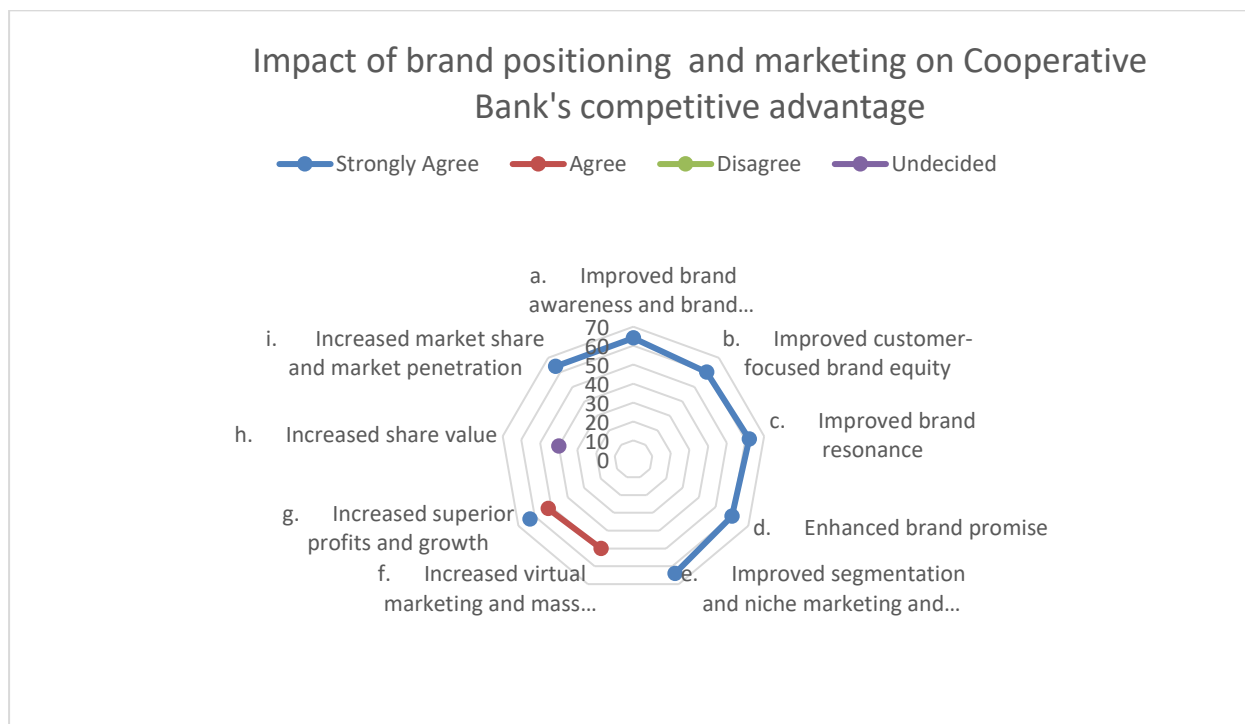 Impact of brand positioning  and marketing on Cooperative
Bank's competitive advantage
Strongly Agree
Agree
Disagree
Undecided
a. Improved brand
awareness and brand…
b. Improved customer-
focused brand equity
c. Improved brand
resonance
d. Enhanced brand promise
e. Improved segmentation
and niche marketing and…
f. Increased virtual
marketing and mass…
g. Increased superior
profits and growth
h. Increased share value
i. Increased market share
and market penetration
70
60
50
40
30
20
10
0